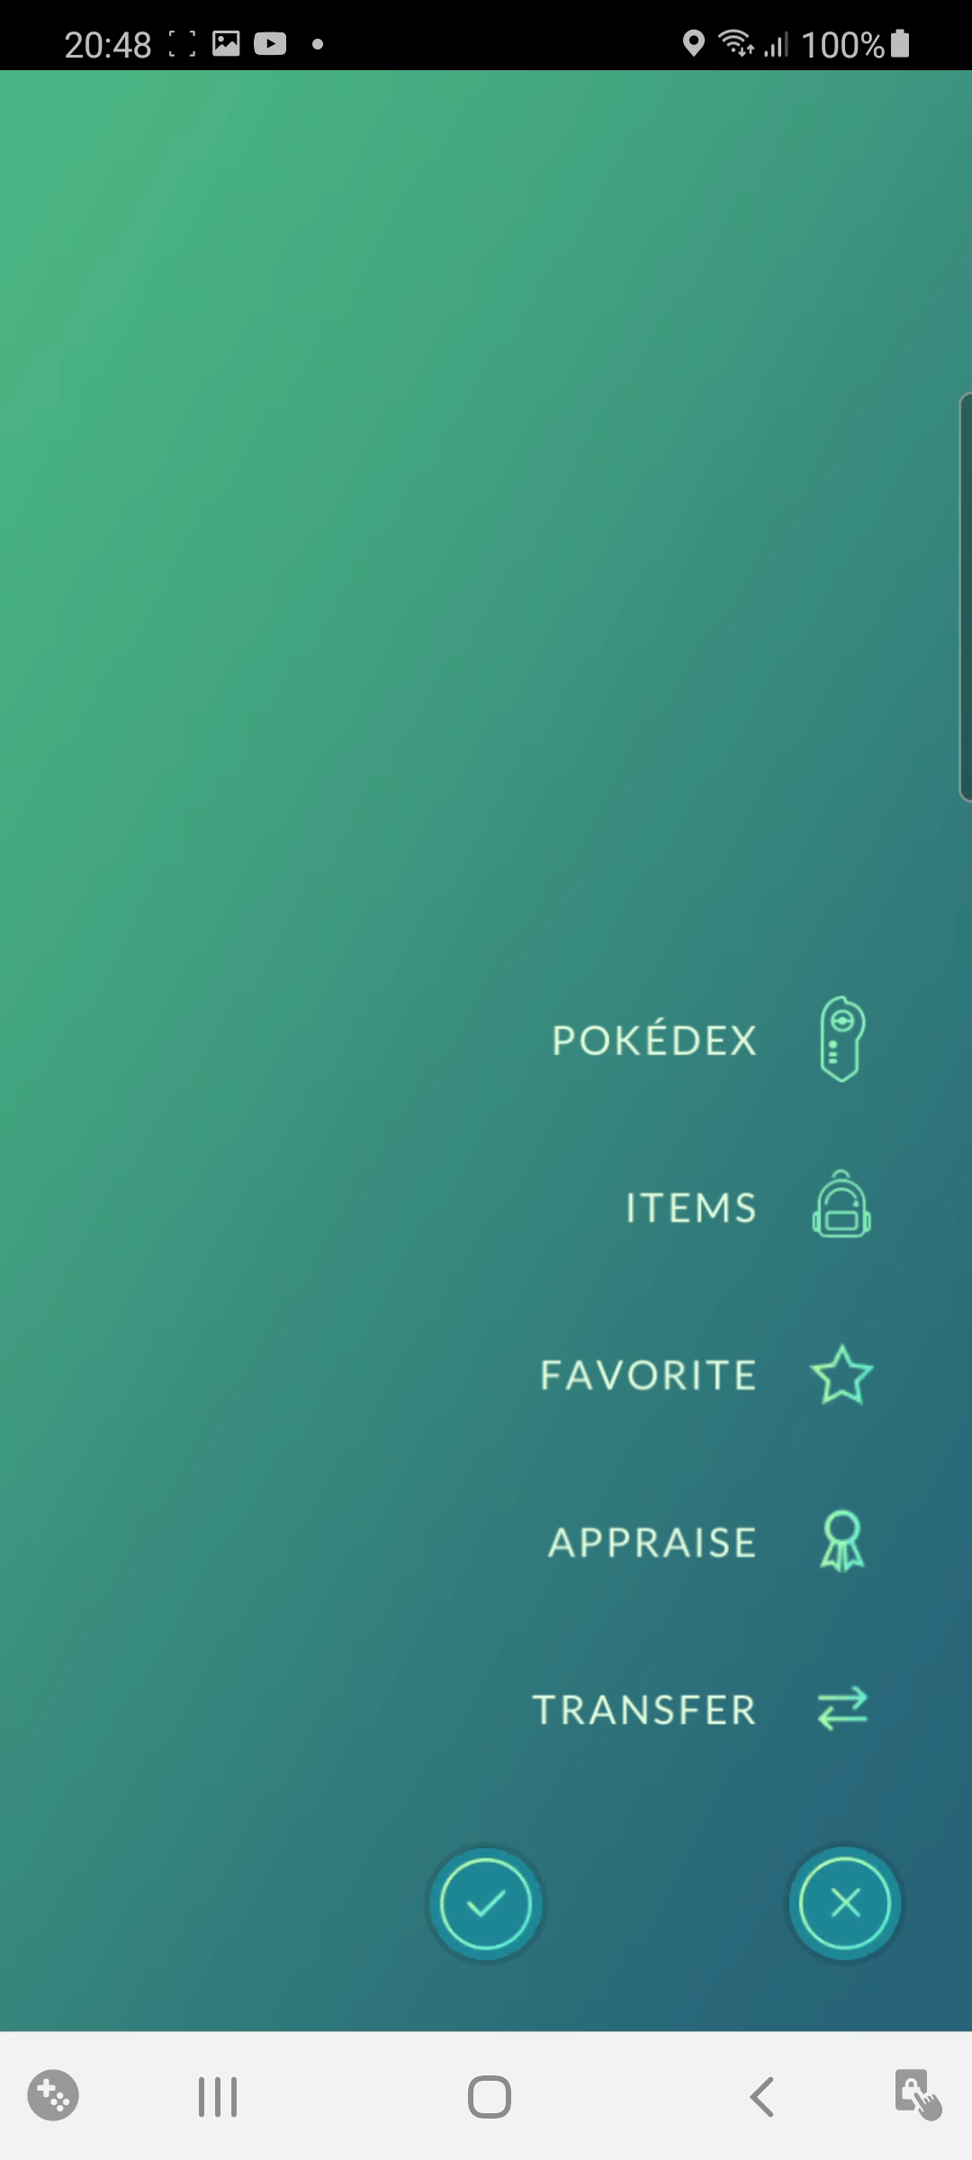 20:48 100%
POKÉDEX
ITEMS
FAVORITE
APPRAISE
TRANSFER